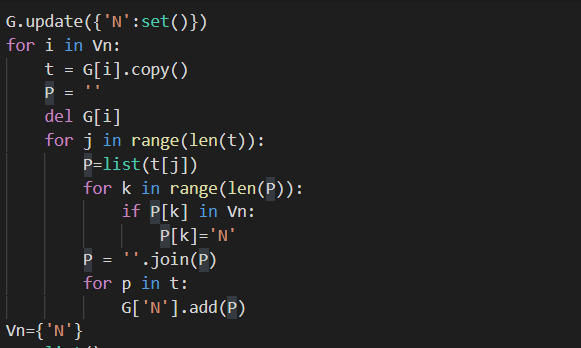 G.update({'N':set()})
for i in Vn:
    t = G[i].copy()
    P = ''
    del G[i]
    for j in range(len(t)):
        P=list(t[j])
        for k in range(len(P)):
            if P[k] in Vn:
                P[k]='N'
        P = ''.join(P)
        for p in t:
            G['N'].add(P)
Vn={'N'}